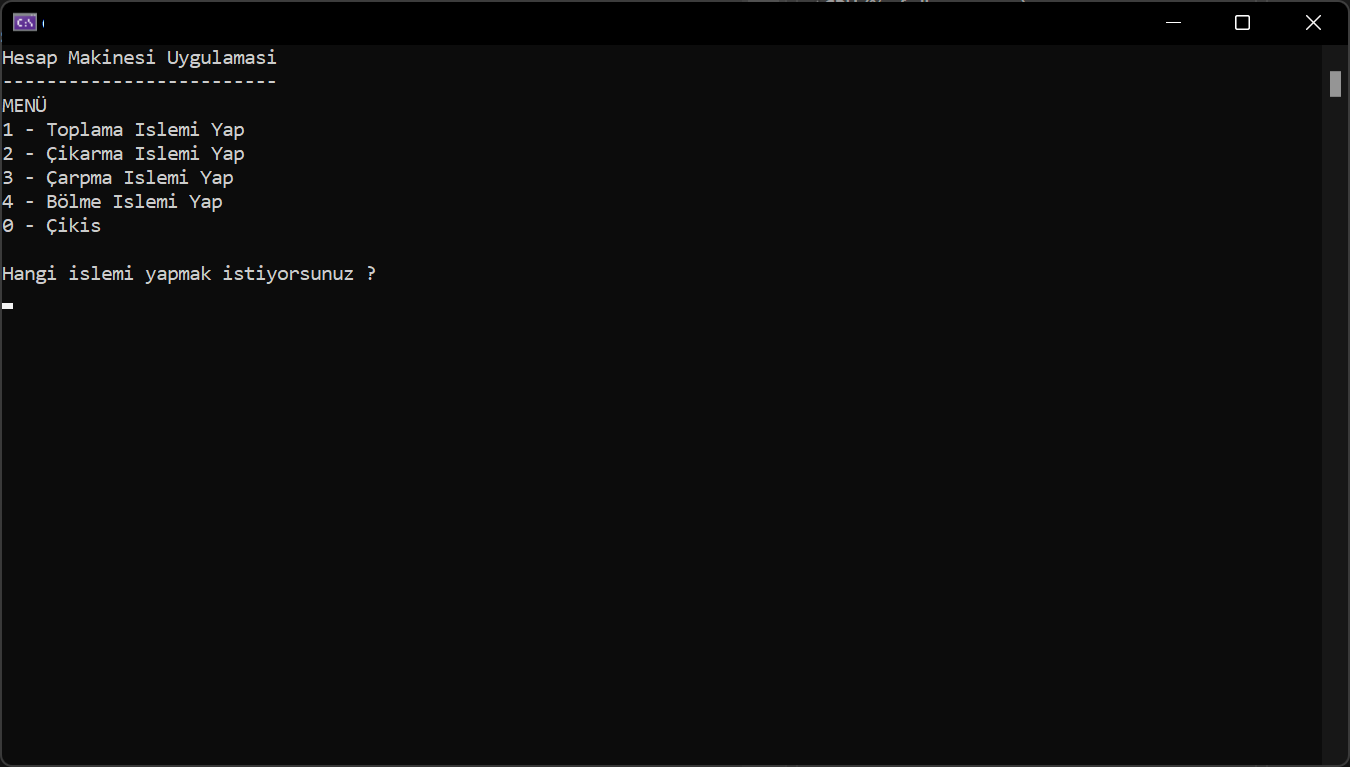 Hesap Makinesi Uygulamasi
-------------------------
MENÜ
1 - Toplama Islemi Yap
2 - Çikarma Islemi Yap
3 - Çarpma Islemi Yap
4 - Bölme Islemi Yap
0 - Çikis
Hangi islemi yapmak istiyorsunuz ?